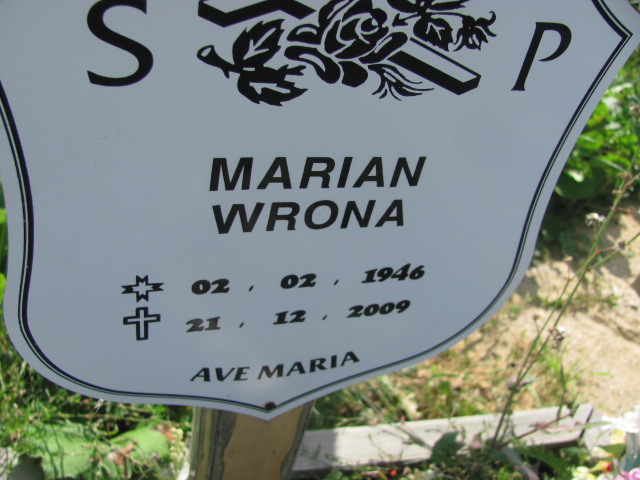 S P
MARIAN
WRONA
02 . 02 . 1946
21 . 12 . 2009
AVE MARIA